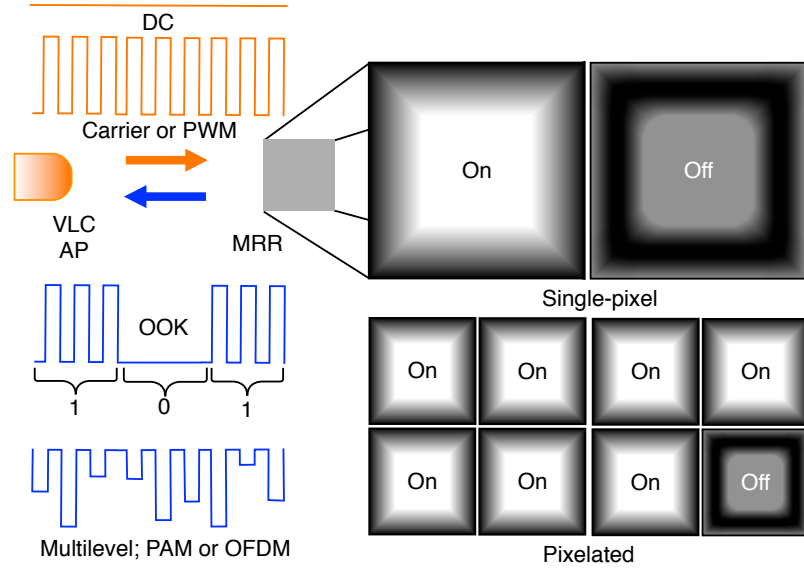 DC
Carrier or PWM
VLC
AP
MRR
On
Off
Single-pixel
OOK
1 0 1
Multilevel; PAM or OFDM
On On On On
On On On Off
Pixelated